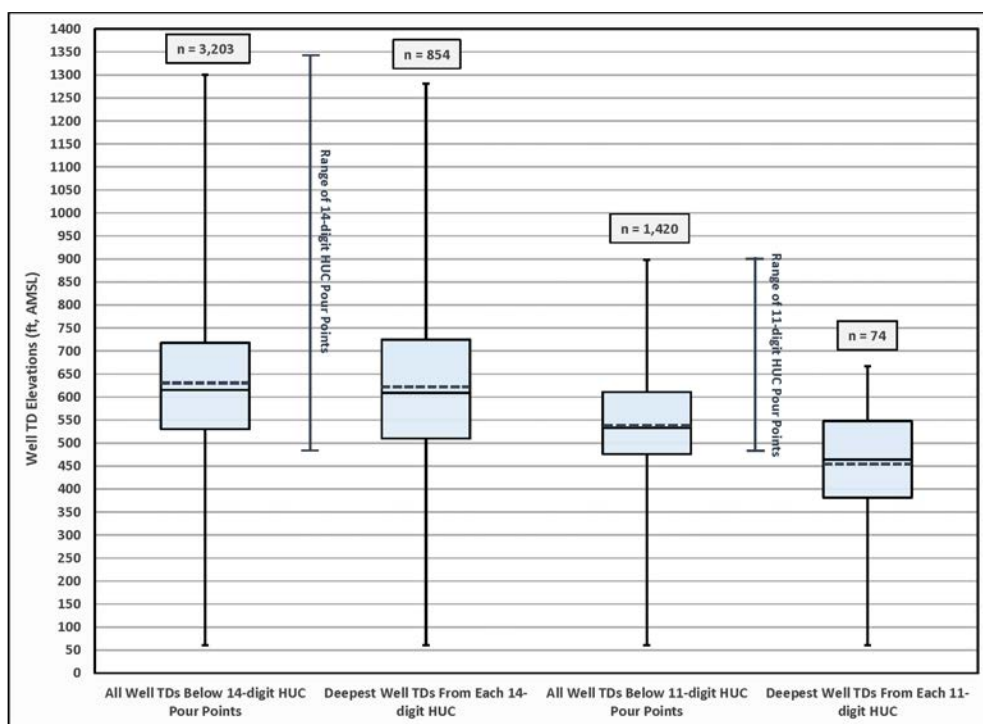 1400
1350
1300
1250
1200
1150
1100
1050
1000
950
900
850
800
750
700
650
600
550
500
450
400
350
300
250
200
150
100
50
0
Well TD Elevations (ft, AMSL)
n = 3,203
n = 854
n = 1,420
n = 74
Range of 14-digit HUC Pour Points
Range of 11-digit HUC Pour Points
All Well TDs Below 14-digit HUC
Pour Points
Deepest Well TDs From Each 14-
digit HUC
All Well TDs Below 11-digit HUC
Pour Points
Deepest Well TDs From Each 11-
digit HUC